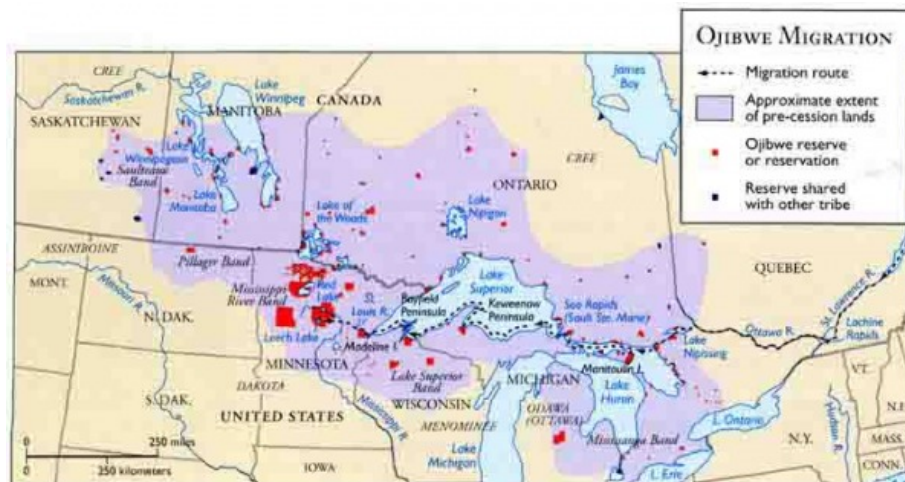 OJIBWE MIGRATION
Migration route
Approximate extent
of pre-cession lands
Ojibwe reserve
or reservation
Reserve shared
with other tribe
CREE
Saskatchewan R.
SASKATCHEWAN
Lake
Winnipeg
MANITOBA
CANADA
James
Bay
CREE
ONTARIO
Lake
Winnipegosis
Saulteaux
Band
Lake
Manitoba
Lake of
the Woods
Lake
Nipigon
ASSINIBOINE
Pillager Band
QUEBEC
MONT.
Missouri R.
N. DAK.
Mississippi
River Band
Red
Lake
St.
Louis R.
Bayfield
Peninsula
Lake
Superior
Keweenaw
Peninsula
Soo Rapids
(Sault Ste. Marie)
Ottawa R.
St. Lawrence R.
Lachine
Rapids
Leech Lake
Madeline I.
Lake
Nipissing
MINNESOTA
Manitoulin I.
VT.
DAKOTA
Lake Superior
Band
MICHIGAN
Lake
Huron
S. DAK.
WISCONSIN
ODAWA
(OTTAWA)
L. Ontario
UNITED STATES
Mississippi R.
MENOMINEE
Hudson R.
N.H.
0
250 miles
Lake
Michigan
Mississauga Band
N.Y.
MASS.
0
250 kilometers
IOWA
L. Erie
CONN.